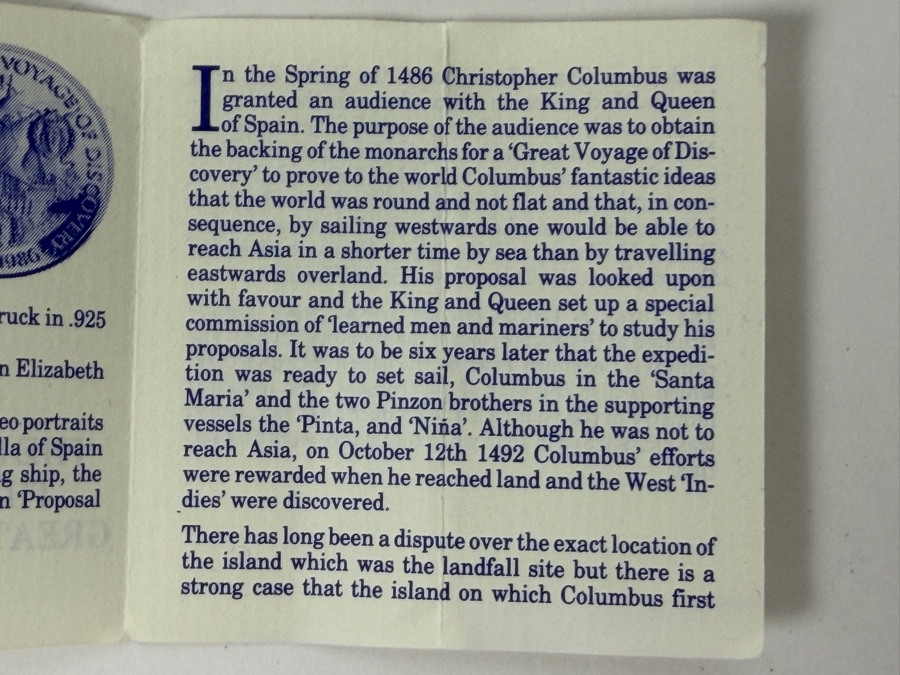 VOYAGE OF DISCOVERY
1986
ruck in .925
n Elizabeth
eo portraits
lla of Spain
g ship, the
n ‘Proposal
GREAT
In the Spring of 1486 Christopher Columbus was
granted an audience with the King and Queen
of Spain. The purpose of the audience was to obtain
the backing of the monarchs for a ‘Great Voyage of Dis-
covery’ to prove to the world Columbus’ fantastic ideas
that the world was round and not flat and that, in con-
sequence, by sailing westwards one would be able to
reach Asia in a shorter time by sea than by travelling
eastwards overland. His proposal was looked upon
with favour and the King and Queen set up a special
commission of ‘learned men and mariners’ to study his
proposals. It was to be six years later that the expedi-
tion was ready to set sail, Columbus in the ‘Santa
Maria’ and the two Pinzon brothers in the supporting
vessels the ‘Pinta, and ‘Niña’. Although he was not to
reach Asia, on October 12th 1492 Columbus’ efforts
were rewarded when he reached land and the West ‘In-
dies’ were discovered.
There has long been a dispute over the exact location of
the island which was the landfall site but there is a
strong case that the island on which Columbus first